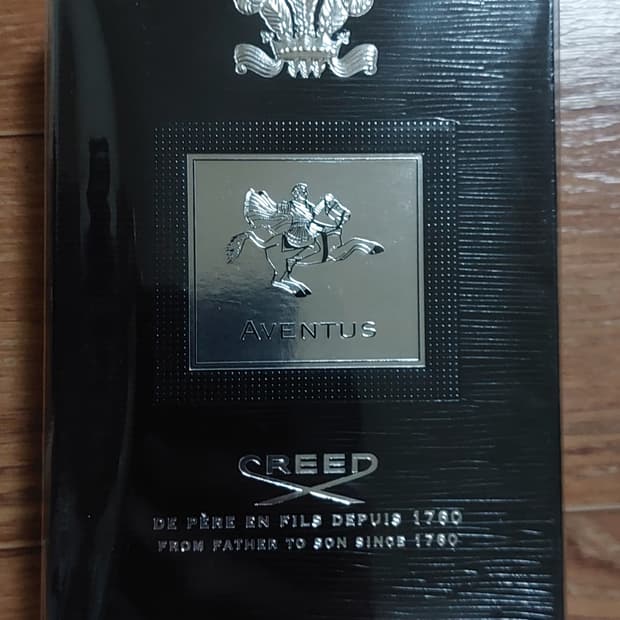 AVENTUS
CREED
DE PÈRE EN FILS DEPUIS 1760
FROM FATHER TO SON SINCE 1760